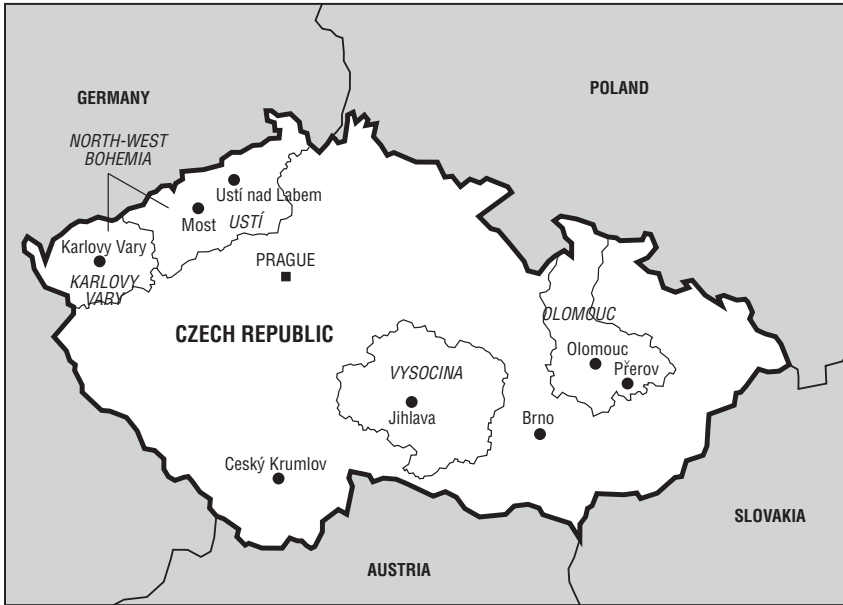 GERMANY
POLAND
NORTH-WEST
BOHEMIA
Ustí nad Labem
Most
USTÍ
Karlovy Vary
KARLOVY
VARY
PRAGUE
CZECH REPUBLIC
OLOMOUC
Olomouc
Přerov
VYSOCINA
Jihlava
Brno
Ceský Krumlov
SLOVAKIA
AUSTRIA